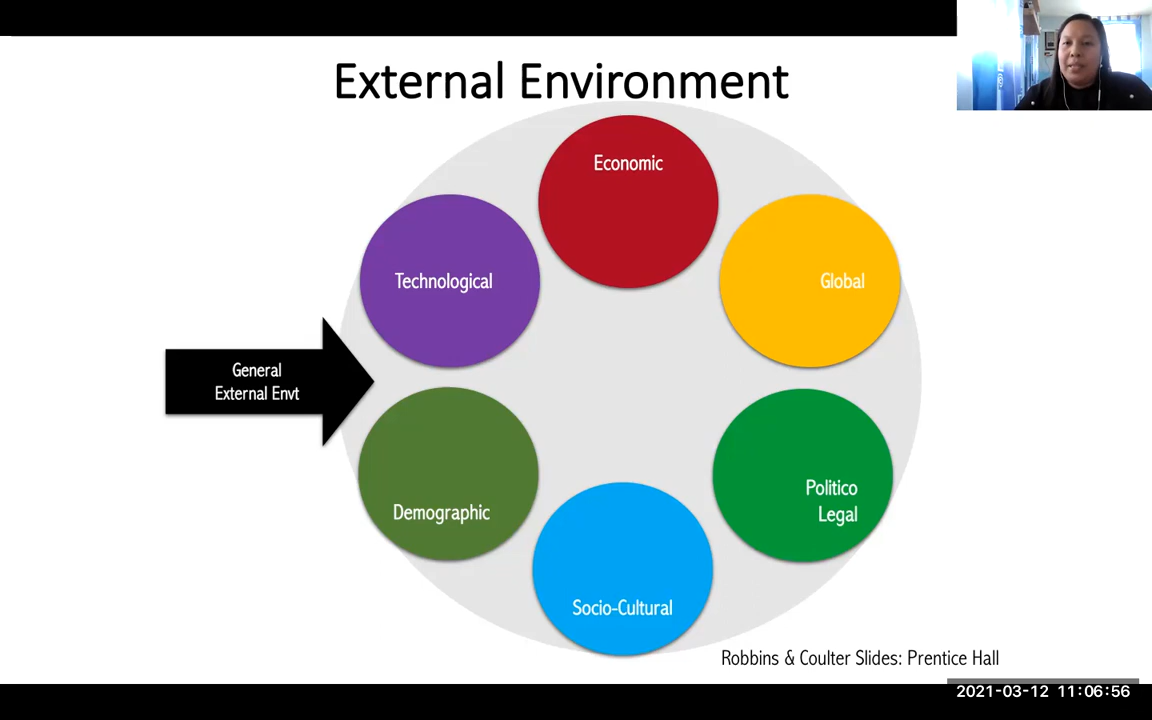 External Environment
Economic
Technological
Global
General
External Envt
Politico
Legal
Demographic
Socio-Cultural
Robbins & Coulter Slides: Prentice Hall
2021-03-12 11:06:56